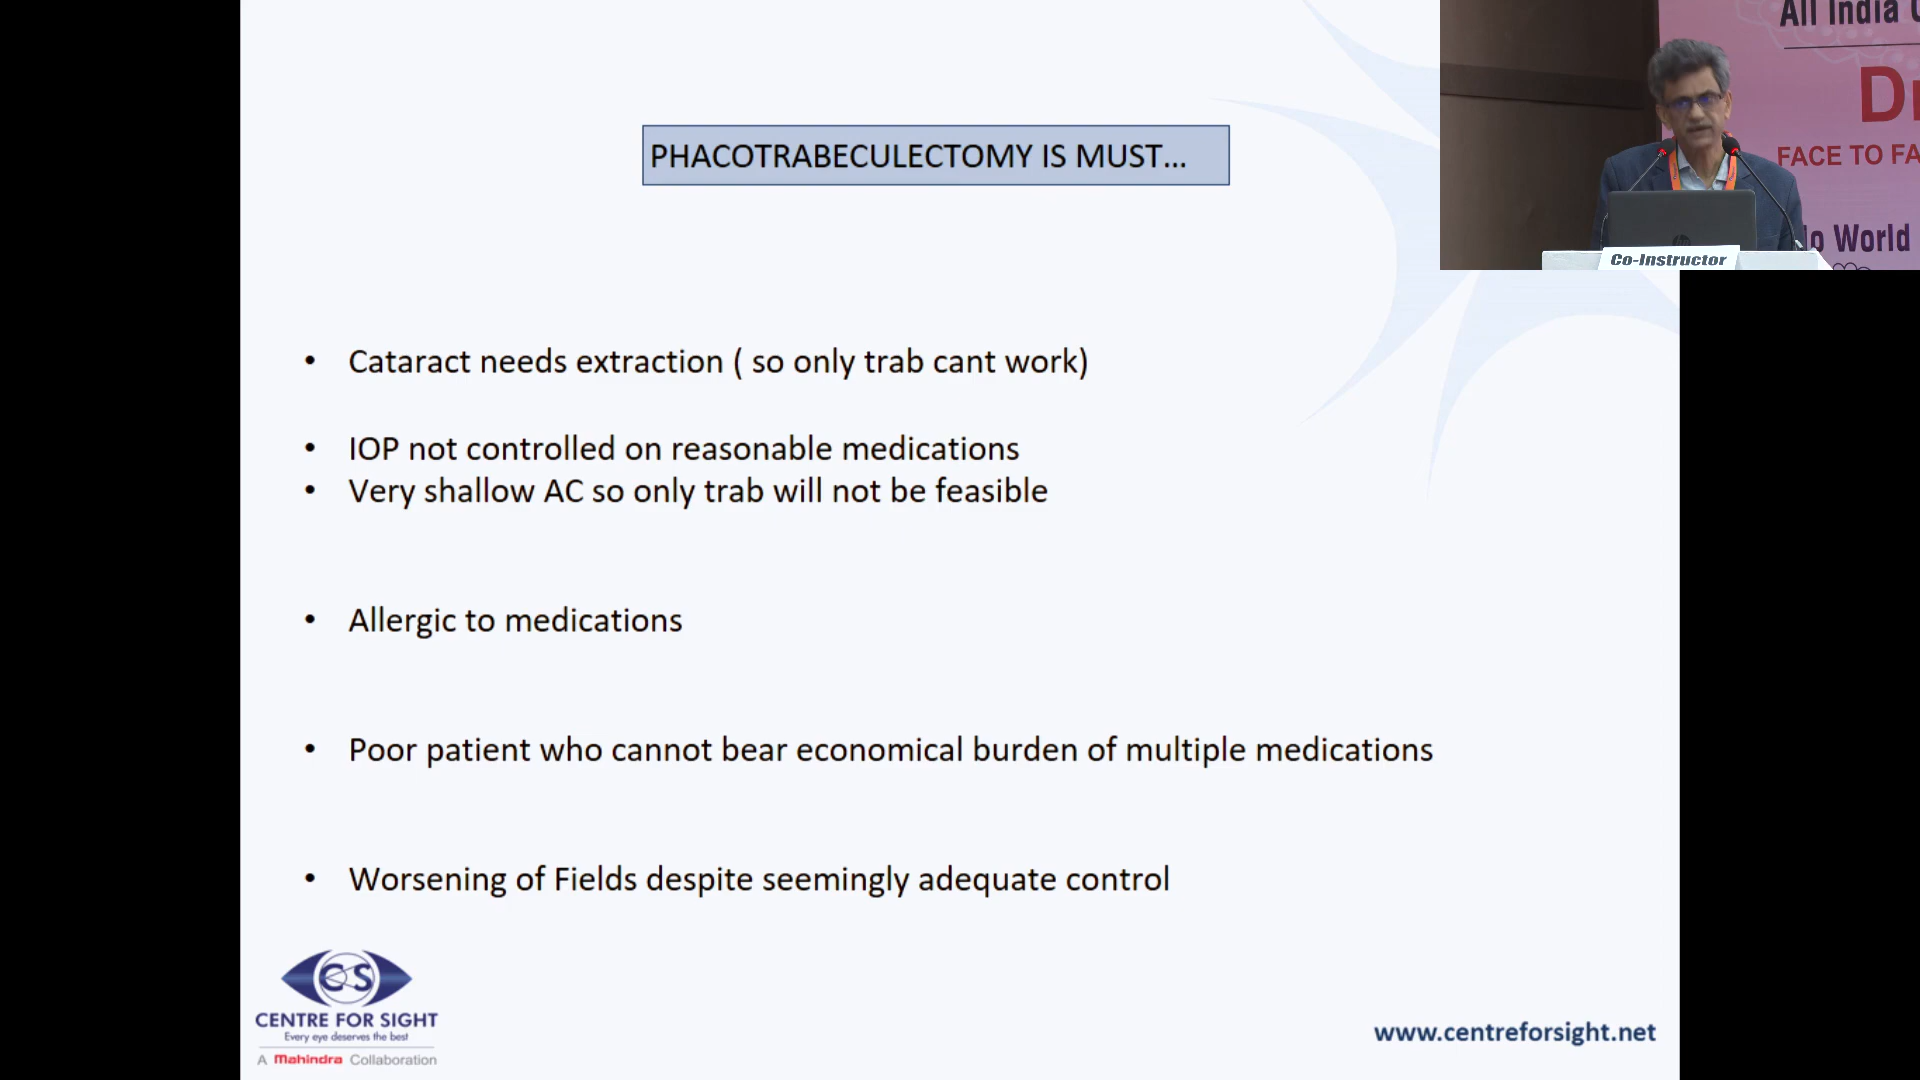 PHACOTRABECULECTOMY IS MUST...
• Cataract needs extraction ( so only trab cant work)
• IOP not controlled on reasonable medications
• Very shallow AC so only trab will not be feasible
• Allergic to medications
• Poor patient who cannot bear economical burden of multiple medications
• Worsening of Fields despite seemingly adequate control
CS
CENTRE FOR SIGHT
Every eye deserves the best
A Mahindra Collaboration
www.centreforsight.net
All India
FACE TO
World
Co-Instructor